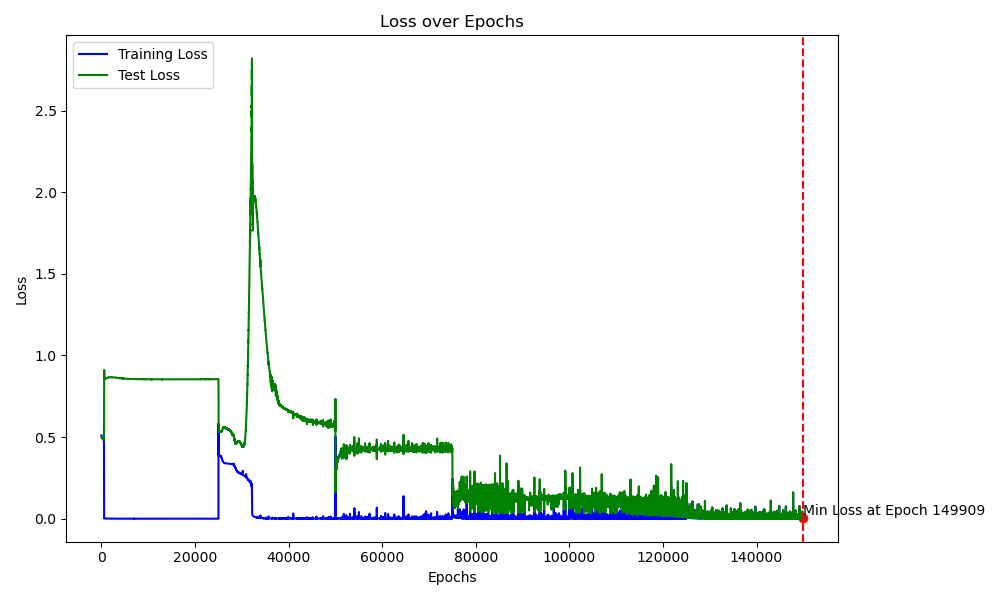 Loss over Epochs
Training Loss
Test Loss
Loss
2.5
2.0
1.5
1.0
0.5
0.0
Min Loss at Epoch 149909
0
20000
40000
60000
80000
100000
120000
140000
Epochs